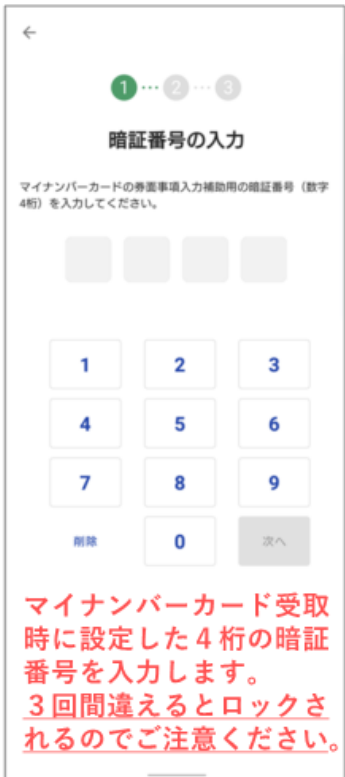 ←
1 … 2 … 3
暗証番号の入力
マイナンバーカードの券面事項入力補助用の暗証番号（数字
4桁）を入力してください。
1 2 3
4 5 6
7 8 9
削除 0 次へ
マイナンバーカード受取
時に設定した４桁の暗証
番号を入力します。
３回間違えるとロックさ
れるのでご注意ください。